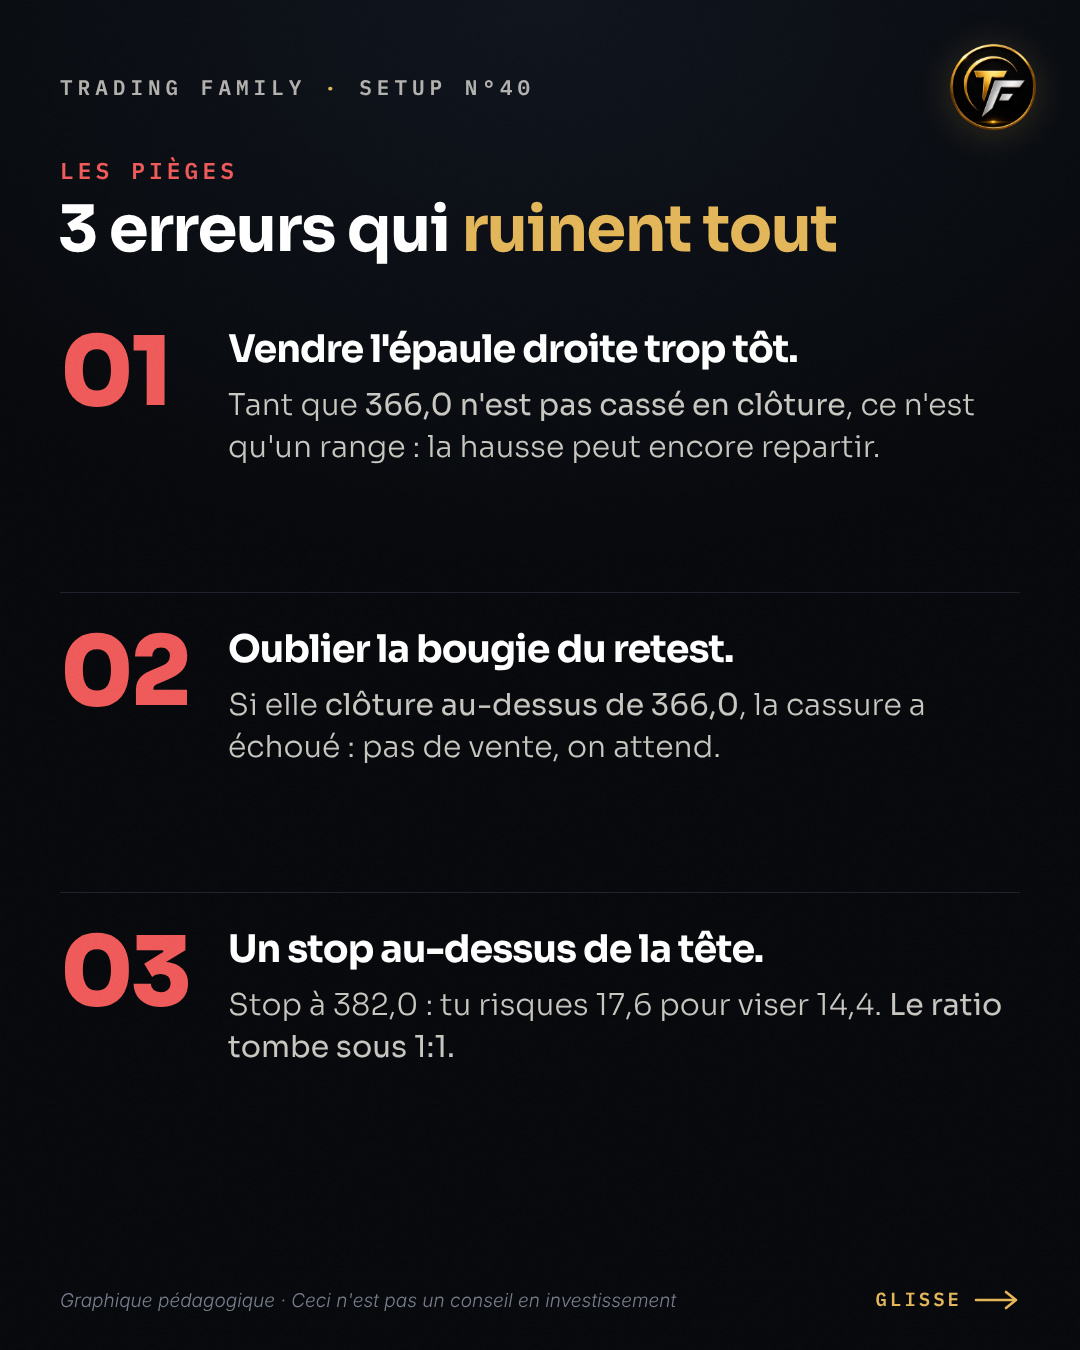 TRADING FAMILY · SETUP N°40
TF
LES PIÈGES
3 erreurs qui ruinent tout
01
Vendre l'épaule droite trop tôt.
Tant que 366,0 n'est pas cassé en clôture, ce n'est
qu'un range : la hausse peut encore repartir.
02
Oublier la bougie du retest.
Si elle clôture au-dessus de 366,0, la cassure a
échoué : pas de vente, on attend.
03
Un stop au-dessus de la tête.
Stop à 382,0 : tu risques 17,6 pour viser 14,4. Le ratio
tombe sous 1:1.
Graphique pédagogique · Ceci n'est pas un conseil en investissement
GLISSE →